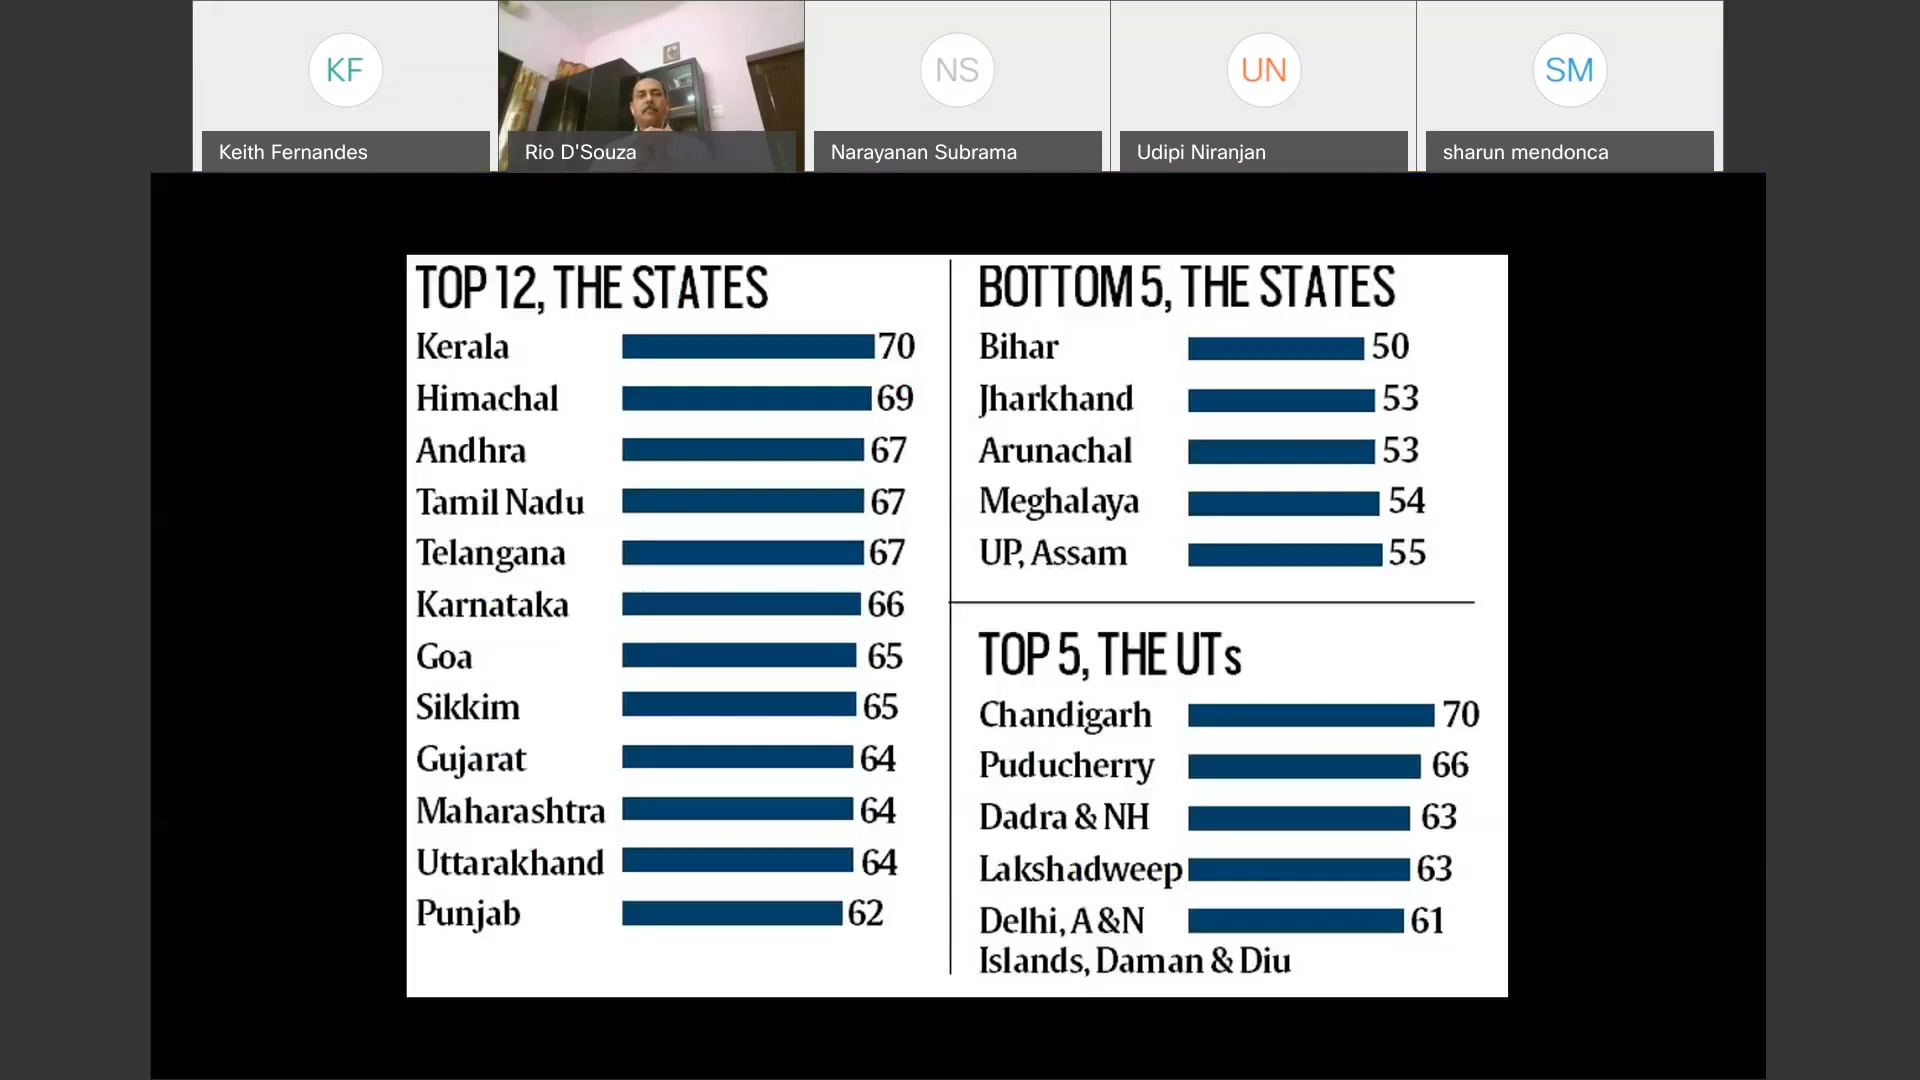 KF
NS
UN
SM
Keith Fernandes
Rio D'Souza
Narayanan Subrama
Udipi Niranjan
sharun mendonca
TOP 12, THE STATES
Kerala 70
Himachal 69
Andhra 67
Tamil Nadu 67
Telangana 67
Karnataka 66
Goa 65
Sikkim 65
Gujarat 64
Maharashtra 64
Uttarakhand 64
Punjab 62
BOTTOM 5, THE STATES
Bihar 50
Jharkhand 53
Arunachal 53
Meghalaya 54
UP, Assam 55
TOP 5, THE UTs
Chandigarh 70
Puducherry 66
Dadra & NH 63
Lakshadweep 63
Delhi, A &N 61
Islands, Daman & Diu